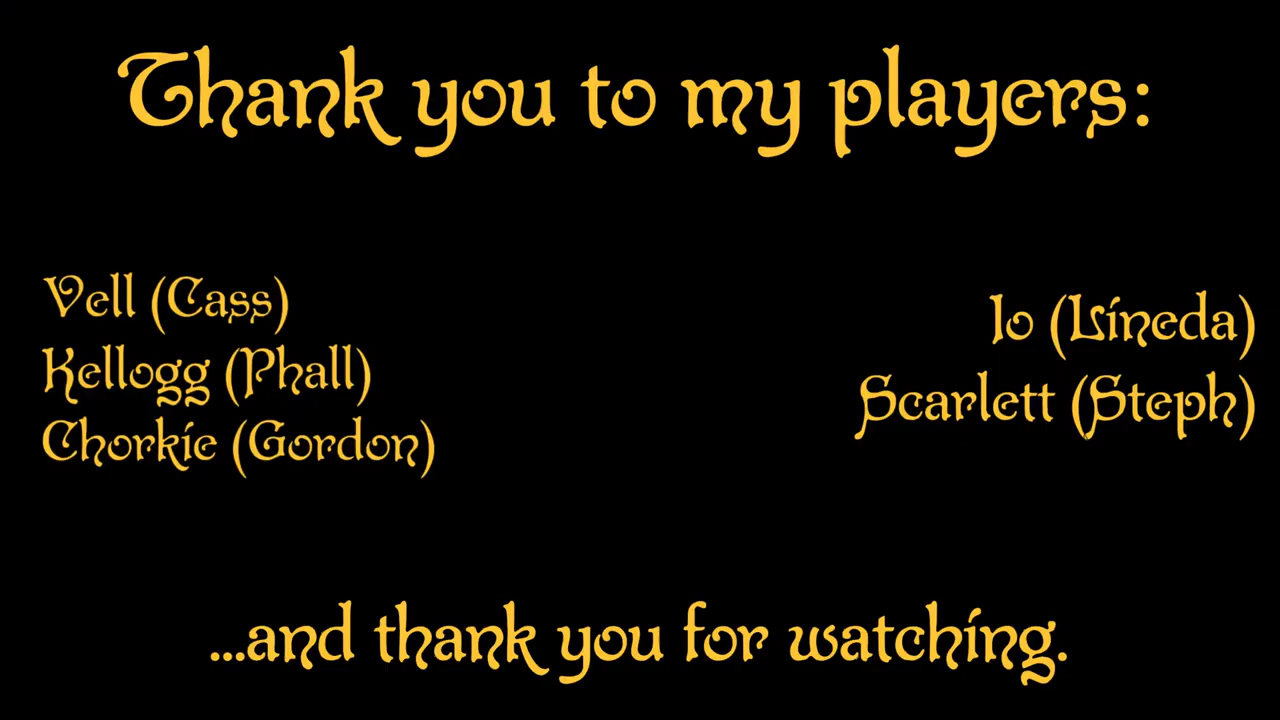 Thank you to my players:
Vell (Cass)
Kellogg (Phall)
Chorkie (Gordon)
Io (Lineda)
Scarlett (Steph)
...and thank you for watching.